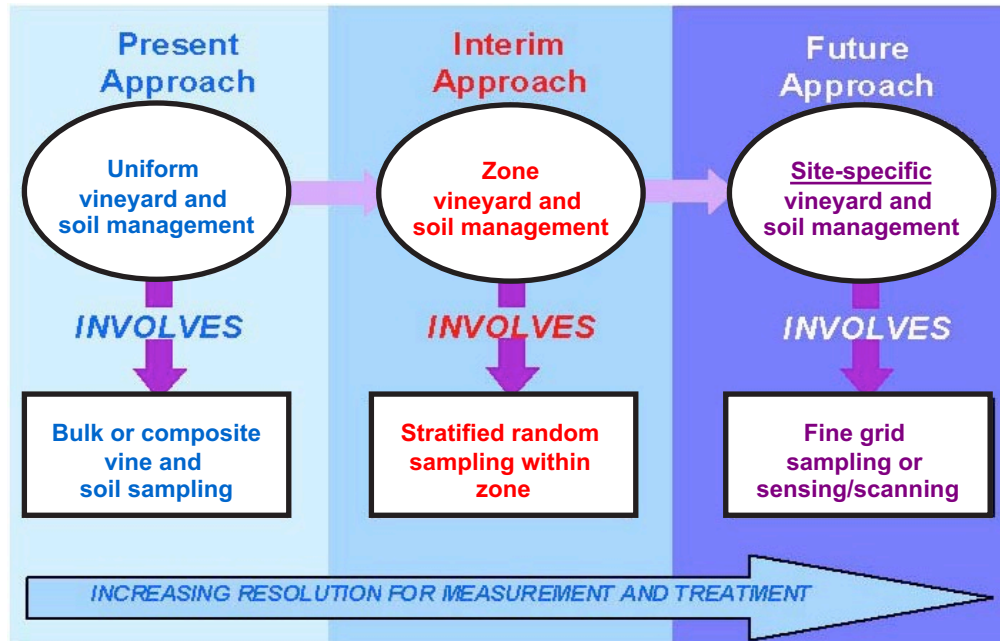 Present
Approach
Uniform
vineyard and
soil management
INVOLVES
Bulk or composite
vine and
soil sampling
Interim
Approach
Zone
vineyard and
soil management
INVOLVES
Stratified random
sampling within
zone
Future
Approach
Site-specific
vineyard and
soil management
INVOLVES
Fine grid
sampling or
sensing/scanning
INCREASING RESOLUTION FOR MEASUREMENT AND TREATMENT